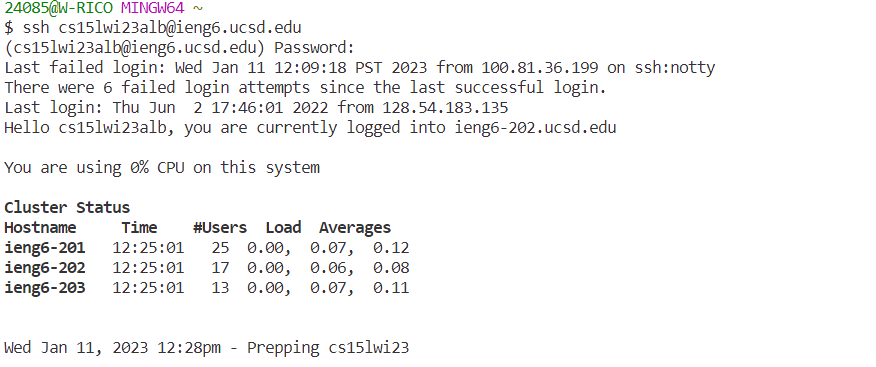 24085@W-RICO MINGW64 ~
$ ssh cs15lwi23alb@ieng6.ucsd.edu
(cs15lwi23alb@ieng6.ucsd.edu) Password:
Last failed login: Wed Jan 11 12:09:18 PST 2023 from 100.81.36.199 on ssh:notty
There were 6 failed login attempts since the last successful login.
Last login: Thu Jun  2 17:46:01 2022 from 128.54.183.135
Hello cs15lwi23alb, you are currently logged into ieng6-202.ucsd.edu
You are using 0% CPU on this system
Cluster Status
Hostname     Time    #Users  Load  Averages
ieng6-201   12:25:01   25  0.00,  0.07,  0.12
ieng6-202   12:25:01   17  0.00,  0.06,  0.08
ieng6-203   12:25:01   13  0.00,  0.07,  0.11
Wed Jan 11, 2023 12:28pm - Prepping cs15lwi23